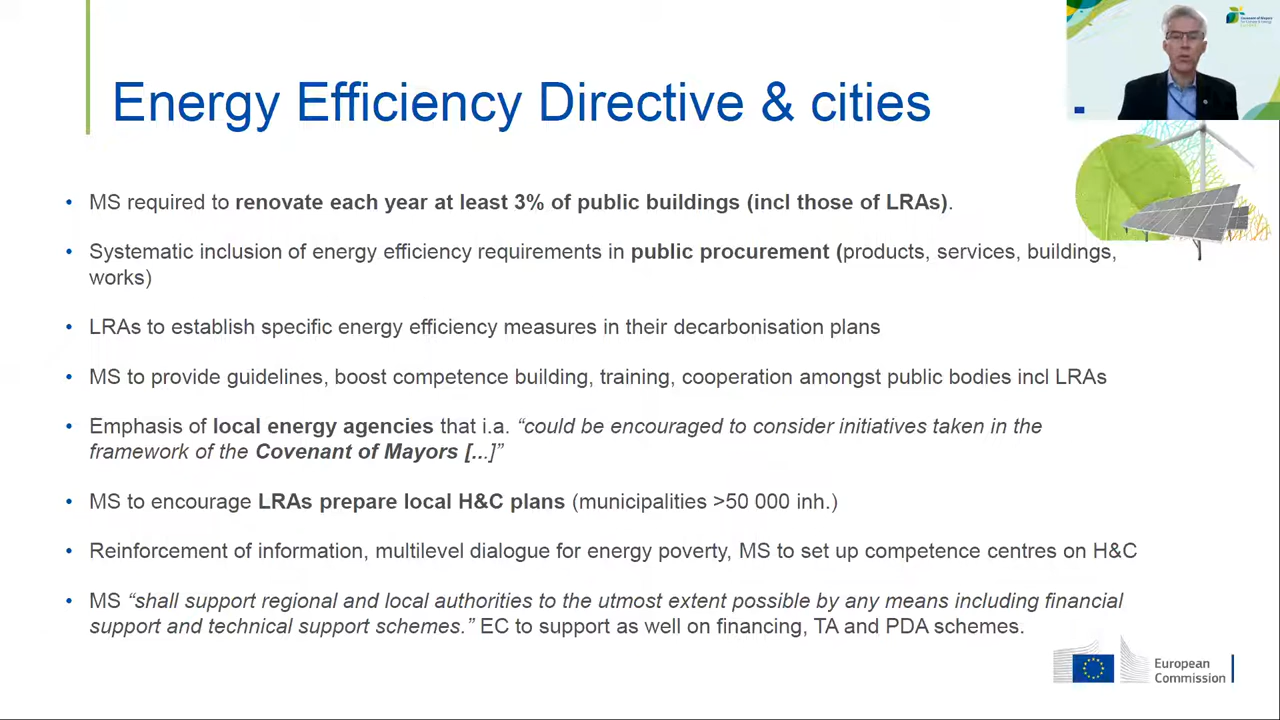 Energy Efficiency Directive & cities
• MS required to renovate each year at least 3% of public buildings (incl those of LRAs).
• Systematic inclusion of energy efficiency requirements in public procurement (products, services, buildings,
works)
• LRAs to establish specific energy efficiency measures in their decarbonisation plans
• MS to provide guidelines, boost competence building, training, cooperation amongst public bodies incl LRAs
• Emphasis of local energy agencies that i.a. “could be encouraged to consider initiatives taken in the
framework of the Covenant of Mayors [...]”
• MS to encourage LRAs prepare local H&C plans (municipalities >50 000 inh.)
• Reinforcement of information, multilevel dialogue for energy poverty, MS to set up competence centres on H&C
• MS “shall support regional and local authorities to the utmost extent possible by any means including financial
support and technical support schemes.” EC to support as well on financing, TA and PDA schemes.
European
Commission